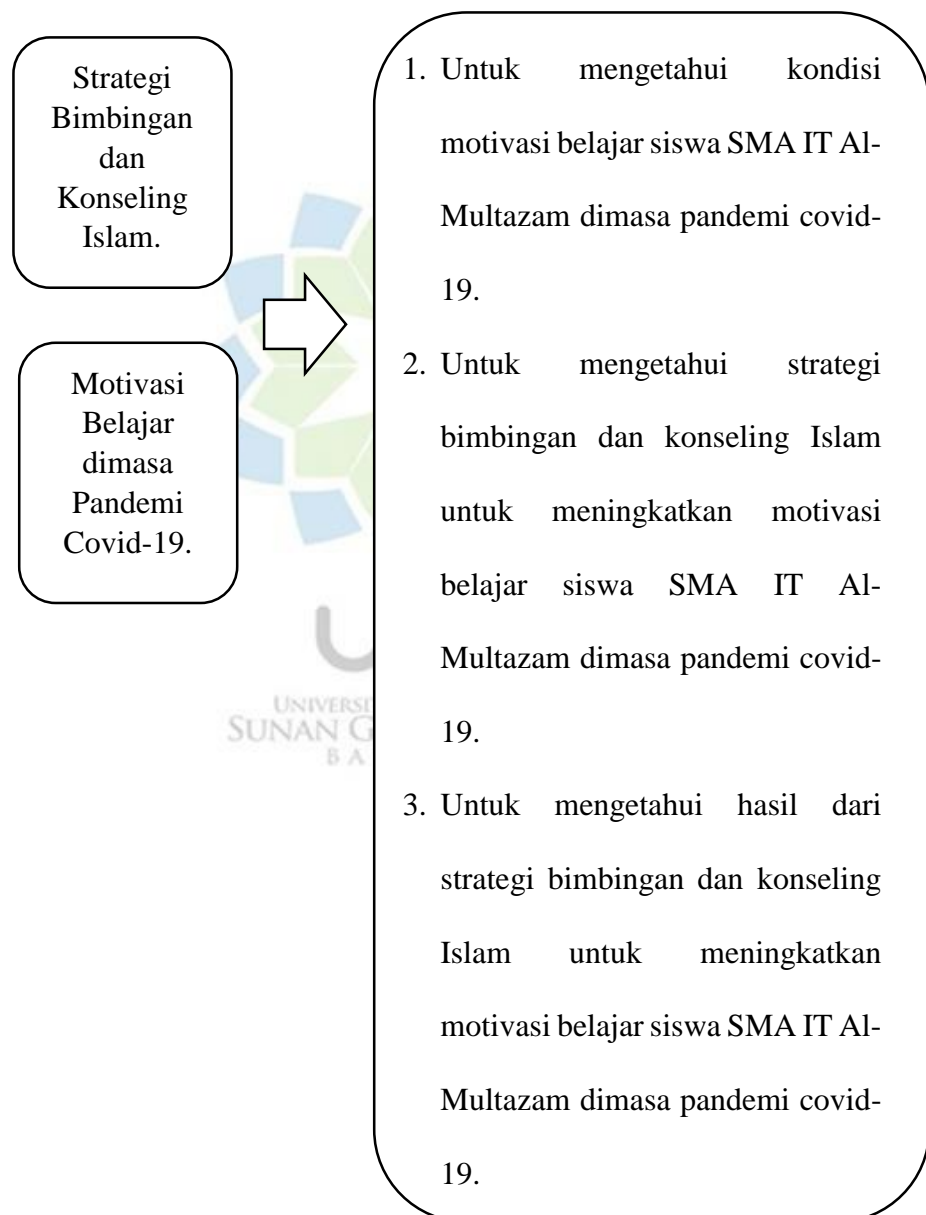 Strategi
Bimbingan
dan
Konseling
Islam.
Motivasi
Belajar
dimasa
Pandemi
Covid-19.
1. Untuk mengetahui kondisi
motivasi belajar siswa SMA IT Al-
Multazam dimasa pandemi covid-
19.
2. Untuk mengetahui strategi
bimbingan dan konseling Islam
untuk meningkatkan motivasi
belajar siswa SMA IT Al-
Multazam dimasa pandemi covid-
19.
3. Untuk mengetahui hasil dari
strategi bimbingan dan konseling
Islam untuk meningkatkan
motivasi belajar siswa SMA IT Al-
Multazam dimasa pandemi covid-
19.
SUNAN